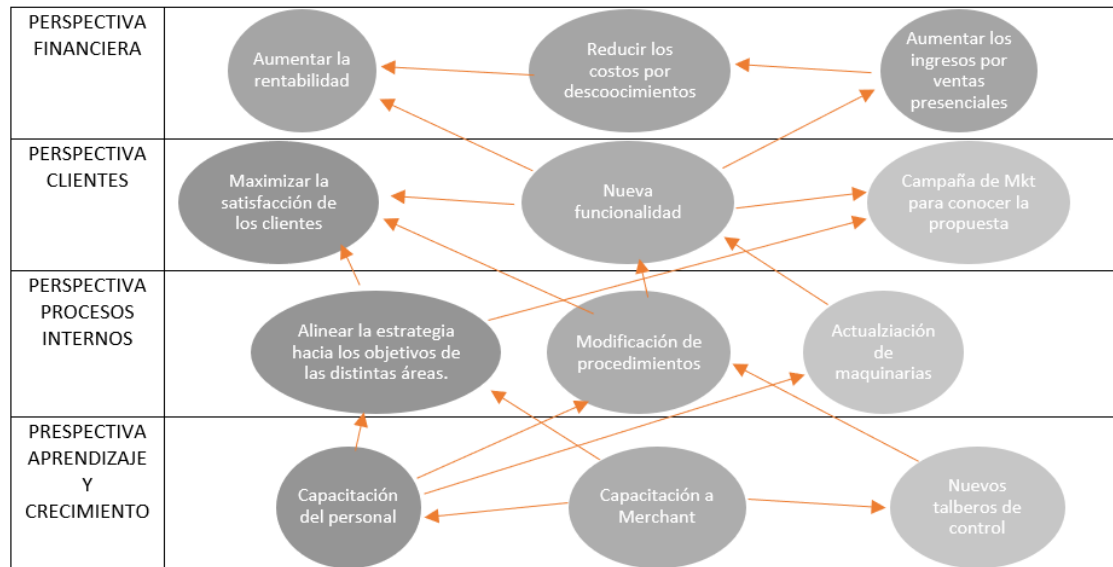 PERSPECTIVA
FINANCIERA
Aumentar la
rentabilidad
Reducir los
costos por
descoocimientos
Aumentar los
ingresos por
ventas
presenciales
PERSPECTIVA
CLIENTES
Maximizar la
satisfacción de
los clientes
Nueva
funcionalidad
Campaña de Mkt
para conocer la
propuesta
PERSPECTIVA
PROCESOS
INTERNOS
Alinear la estrategia
hacia los objetivos de
las distintas áreas.
Modificación de
procedimientos
Actualziación
de
maquinarias
PRESPECTIVA
APRENDIZAJE
Y
CRECIMIENTO
Capacitación
del personal
Capacitación a
Merchant
Nuevos
talberos de
control